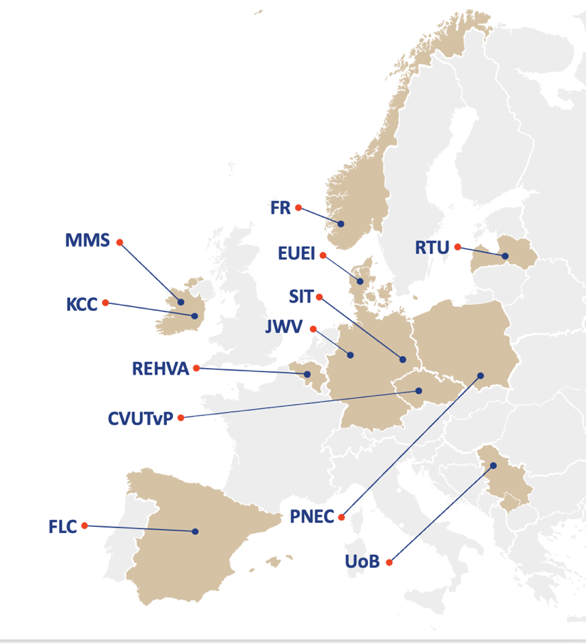 FR
MMS
EUEI
RTU
SIT
KCC
JWV
REHVA
CVUTvP
PNEC
FLC
UoB